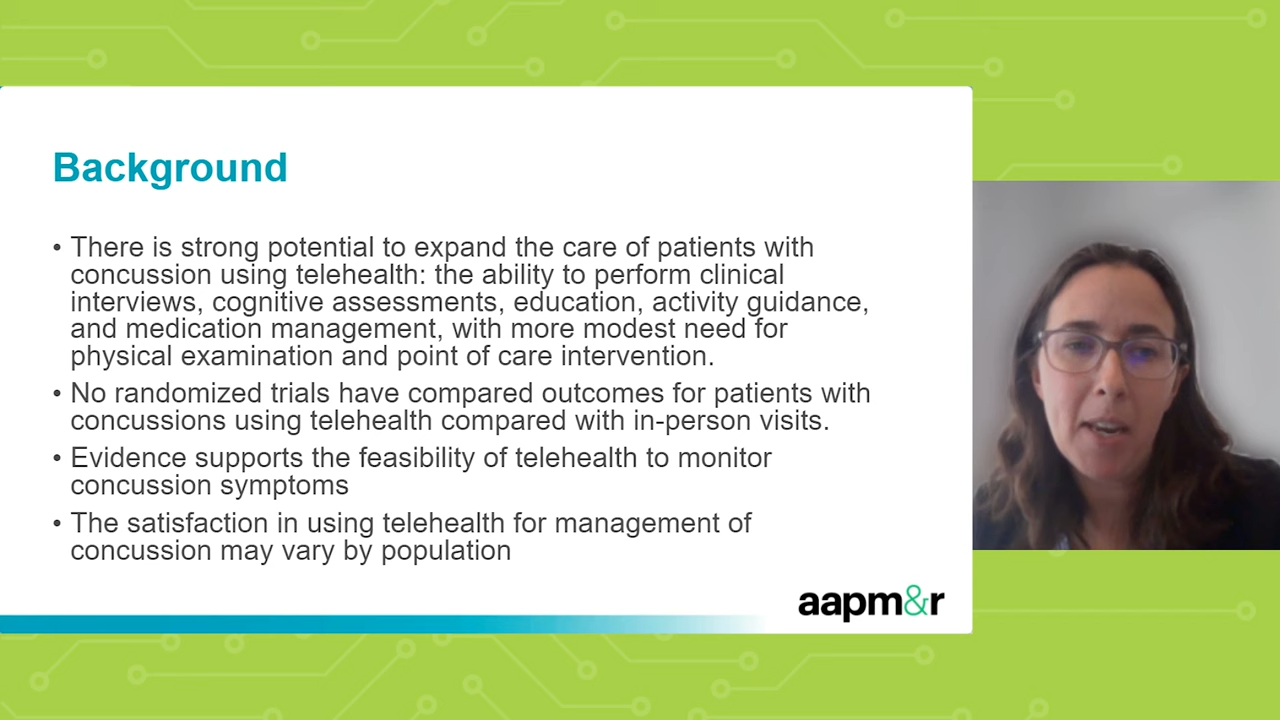 Background
• There is strong potential to expand the care of patients with
concussion using telehealth: the ability to perform clinical
interviews, cognitive assessments, education, activity guidance,
and medication management, with more modest need for
physical examination and point of care intervention.
• No randomized trials have compared outcomes for patients with
concussions using telehealth compared with in-person visits.
• Evidence supports the feasibility of telehealth to monitor
concussion symptoms
• The satisfaction in using telehealth for management of
concussion may vary by population
aapm&r